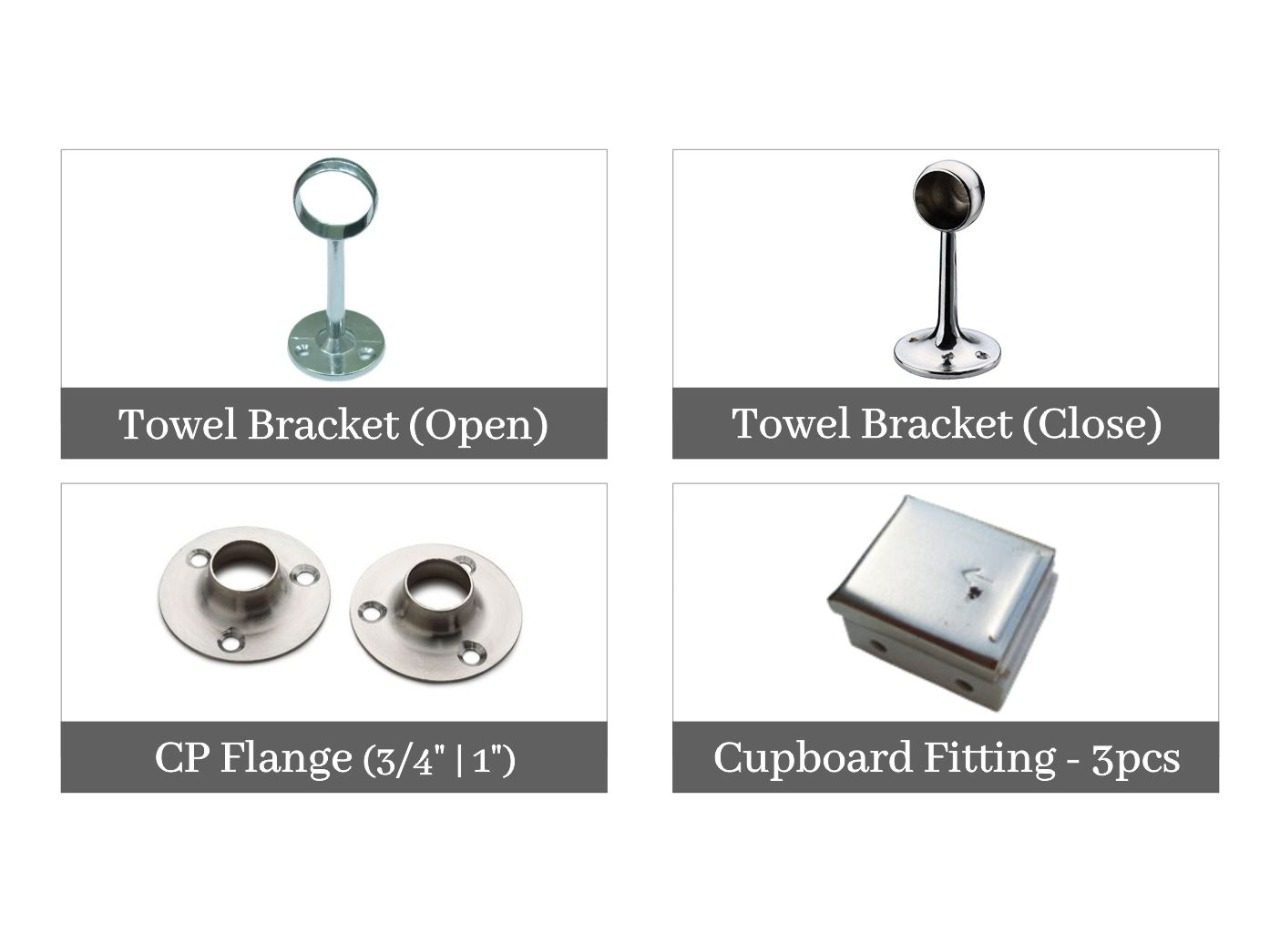 Towel Bracket (Open)
Towel Bracket (Close)
CP Flange (3/4" | 1")
Cupboard Fitting - 3pcs